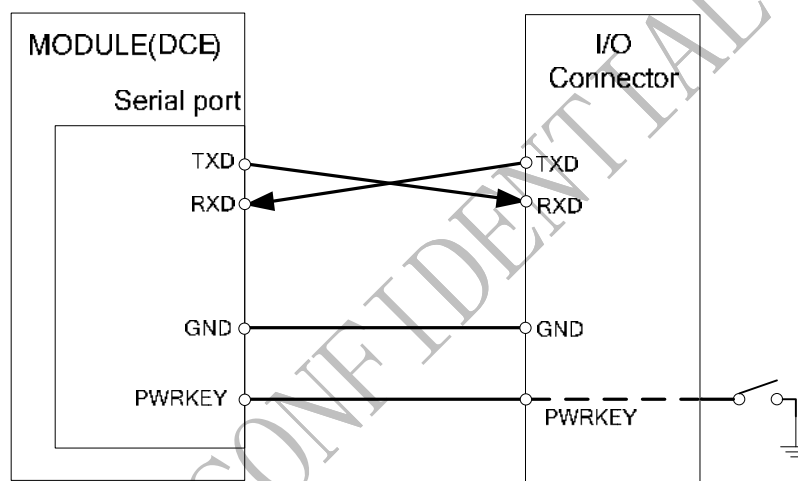 MODULE(DCE)
Serial port
TXD
RXD
GND
PWRKEY
I/O
Connector
TXD
RXD
GND
PWRKEY
CONFIDENTIAL